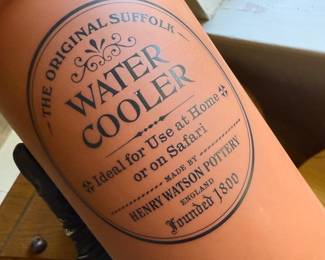 THE ORIGINAL SUFFOLK
WATER
COOLER
Ideal for Use at Home
or on Safari
MADE BY
HENRY WATSON POTTERY
ENGLAND
Founded 1800